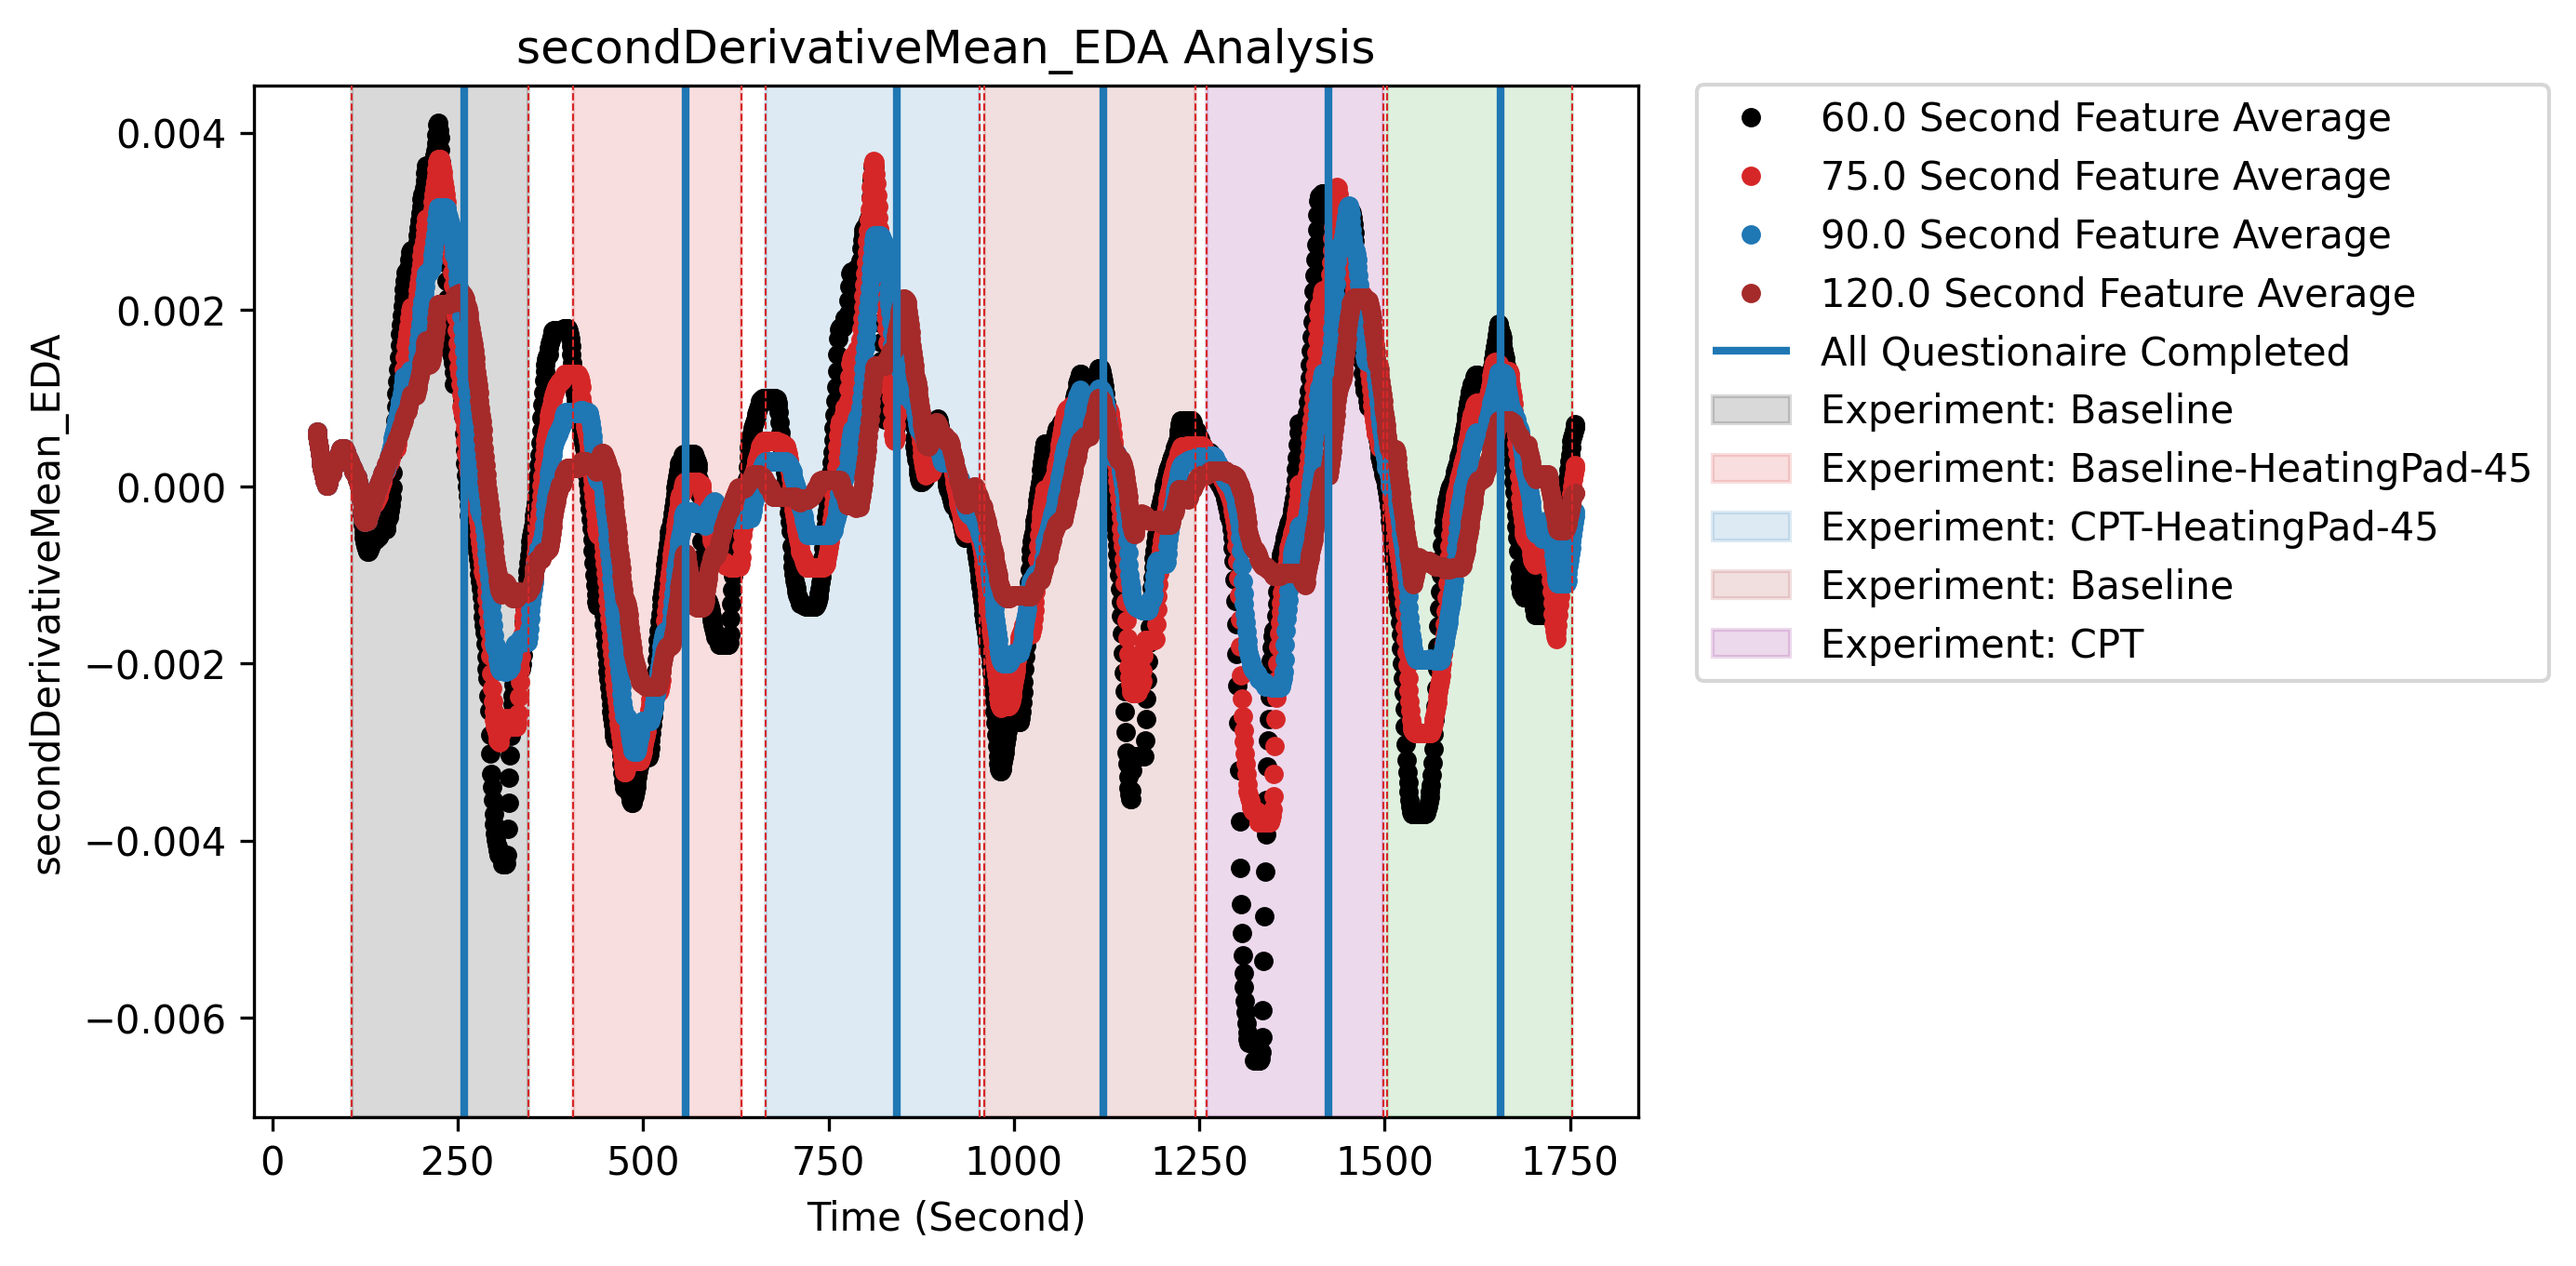 secondDerivativeMean_EDA Analysis
secondDerivativeMean_EDA
0.004
0.002
0.000
−0.002
−0.004
−0.006
0 250 500 750 1000 1250 1500 1750
Time (Second)
60.0 Second Feature Average
75.0 Second Feature Average
90.0 Second Feature Average
120.0 Second Feature Average
All Questionaire Completed
Experiment: Baseline
Experiment: Baseline-HeatingPad-45
Experiment: CPT-HeatingPad-45
Experiment: Baseline
Experiment: CPT